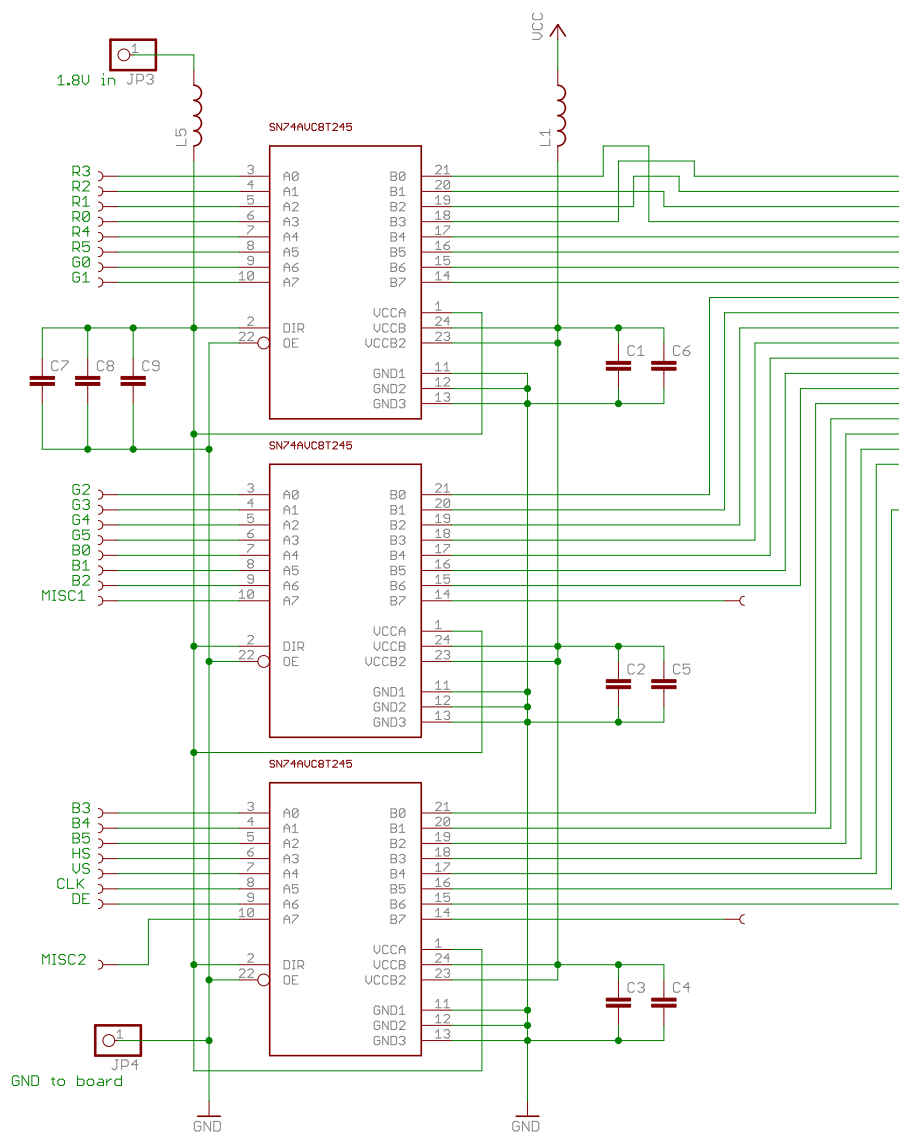 VCC
1
1.8V in JP3
L5
L1
SN74AVC8T245
R3 3 A0 B0 21
R2 4 A1 B1 20
R1 5 A2 B2 19
R0 6 A3 B3 18
R4 7 A4 B4 17
R5 8 A5 B5 16
G0 9 A6 B6 15
G1 10 A7 B7 14
VCCA 1
2 DIR VCCB 24
22 OE VCCB2 23
C7 C8 C9 C1 C6
GND1 11
GND2 12
GND3 13
SN74AVC8T245
G2 3 A0 B0 21
G3 4 A1 B1 20
G4 5 A2 B2 19
G5 6 A3 B3 18
B0 7 A4 B4 17
B1 8 A5 B5 16
B2 9 A6 B6 15
MISC1 10 A7 B7 14
VCCA 1
2 DIR VCCB 24
22 OE VCCB2 23
C2 C5
GND1 11
GND2 12
GND3 13
SN74AVC8T245
B3 3 A0 B0 21
B4 4 A1 B1 20
B5 5 A2 B2 19
HS 6 A3 B3 18
VS 7 A4 B4 17
CLK 8 A5 B5 16
DE 9 A6 B6 15
10 A7 B7 14
VCCA 1
MISC2 2 DIR VCCB 24
22 OE VCCB2 23
C3 C4
GND1 11
GND2 12
1 GND3 13
JP4
GND to board
GND GND